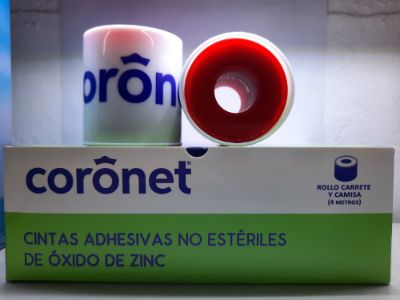 corônet
corônet®
ROLLO CARRETE
Y CAMISA
(4 METROS)
CINTAS ADHESIVAS NO ESTÉRILES
DE ÓXIDO DE ZINC